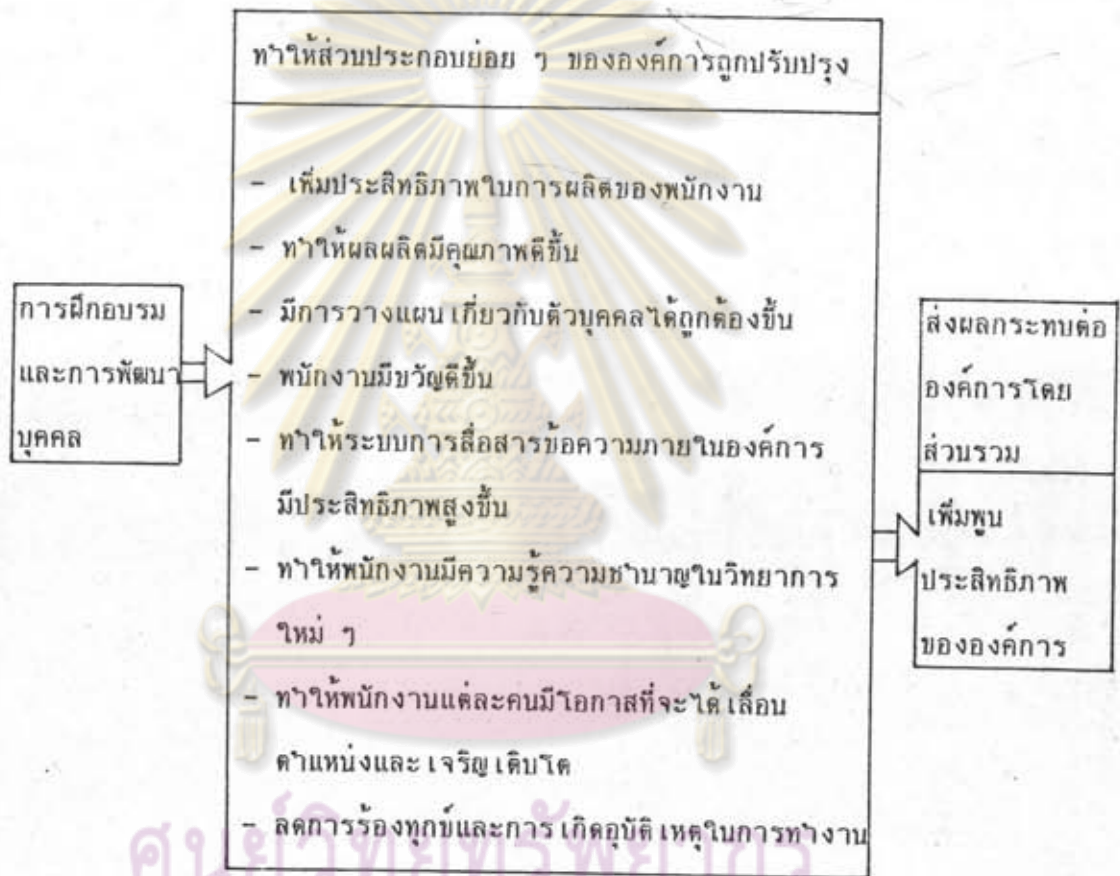 ทำให้ส่วนประกอบย่อย ๆ ขององค์การถูกปรับปรุง
- เพิ่มประสิทธิภาพในการผลิตของพนักงาน
- ทำให้ผลผลิตมีคุณภาพดีขึ้น
- มีการวางแผนเกี่ยวกับตัวบุคคลได้ถูกต้องขึ้น
- พนักงานมีขวัญดีขึ้น
- ทำให้ระบบการสื่อสารข้อความภายในองค์การ
มีประสิทธิภาพสูงขึ้น
- ทำให้พนักงานมีความรู้ความชำนาญในวิทยาการ
ใหม่ ๆ
- ทำให้พนักงานแต่ละคนมีโอกาสที่จะได้เลื่อน
ตำแหน่งและเจริญเติบโต
- ลดการร้องทุกข์และการเกิดอุบัติเหตุในการทำงาน
การฝึกอบรม
และการพัฒนา
บุคคล
ส่งผลกระทบต่อ
องค์การโดย
ส่วนรวม
เพิ่มพูน
ประสิทธิภาพ
ขององค์การ
ศูนย์วิทยทรัพยากร